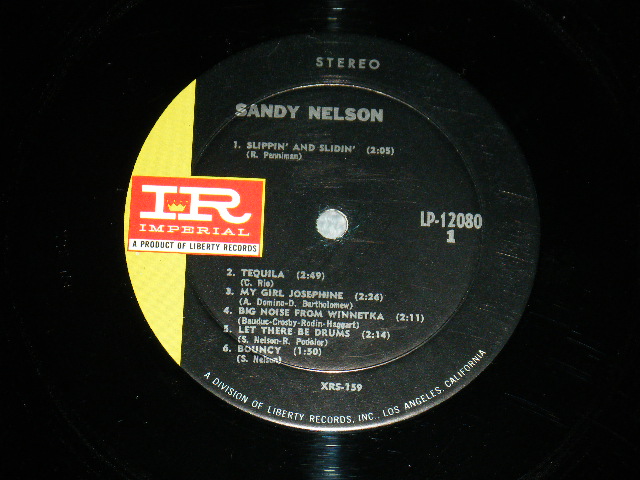 STEREO
SANDY NELSON
1. SLIPPIN' AND SLIDIN' (2:05)
(R. Penniman)
IR
IMPERIAL
A PRODUCT OF LIBERTY RECORDS
LP-12080
1
2. TEQUILA (2:49)
(C. Rio)
3. MY GIRL JOSEPHINE (2:26)
(A. Domino-D. Bartholomew)
4. BIG NOISE FROM WINNETKA (2:11)
(Bauduc-Crosby-Rodin-Haggart)
5. LET THERE BE DRUMS (2:14)
(S. Nelson-R. Podolor)
6. BOUNCY (1:50)
(S. Nelson)
XRS-159
A DIVISION OF LIBERTY RECORDS, INC., LOS ANGELES, CALIFORNIA